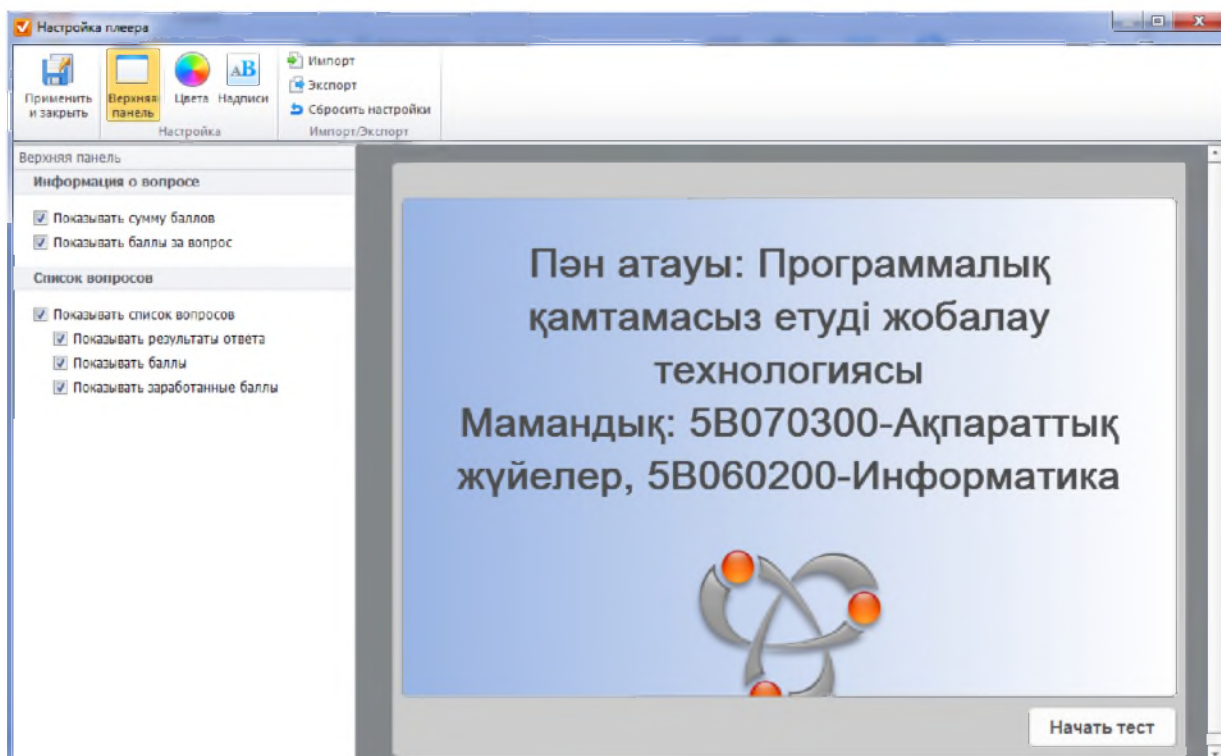 Настройка плеера
Применить и закрыть
Верхняя панель
Цвета
Надписи
Настройка
Импорт
Экспорт
Сбросить настройки
Импорт/Экспорт
Верхняя панель
Информация о вопросе
Показывать сумму баллов
Показывать баллы за вопрос
Список вопросов
Показывать список вопросов
Показывать результаты ответа
Показывать баллы
Показывать заработанные баллы
Пән атауы: Программалық
қамтамасыз етуді жобалау
технологиясы
Мамандық: 5В070300-Ақпараттық
жүйелер, 5В060200-Информатика
Начать тест